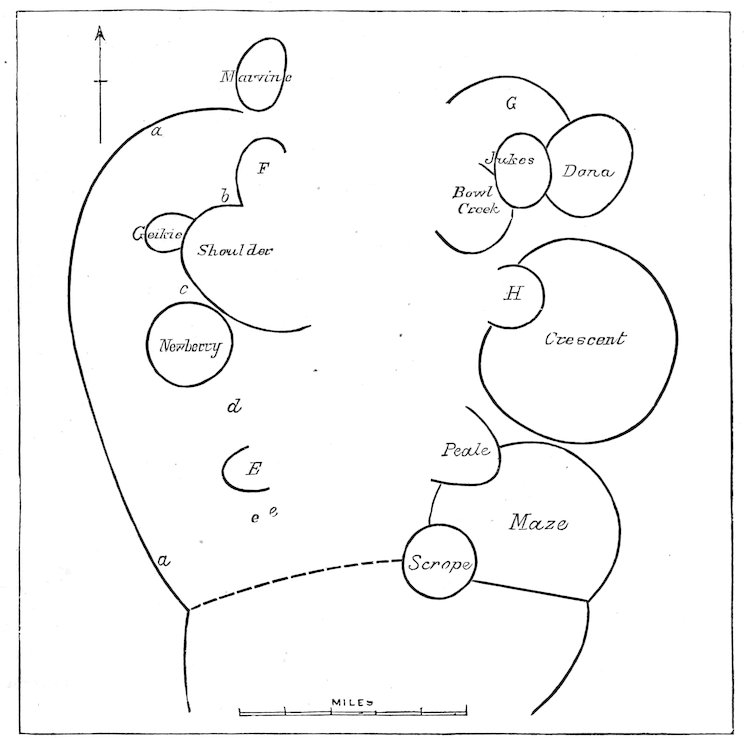 Marvine
G
a
Jukes
F
Dana
b
Bowl
Creek
Geikie
Shoulder
c
H
Newberry
Crescent
d
Peale
E
e e
Maze
a
Scrope
MILES